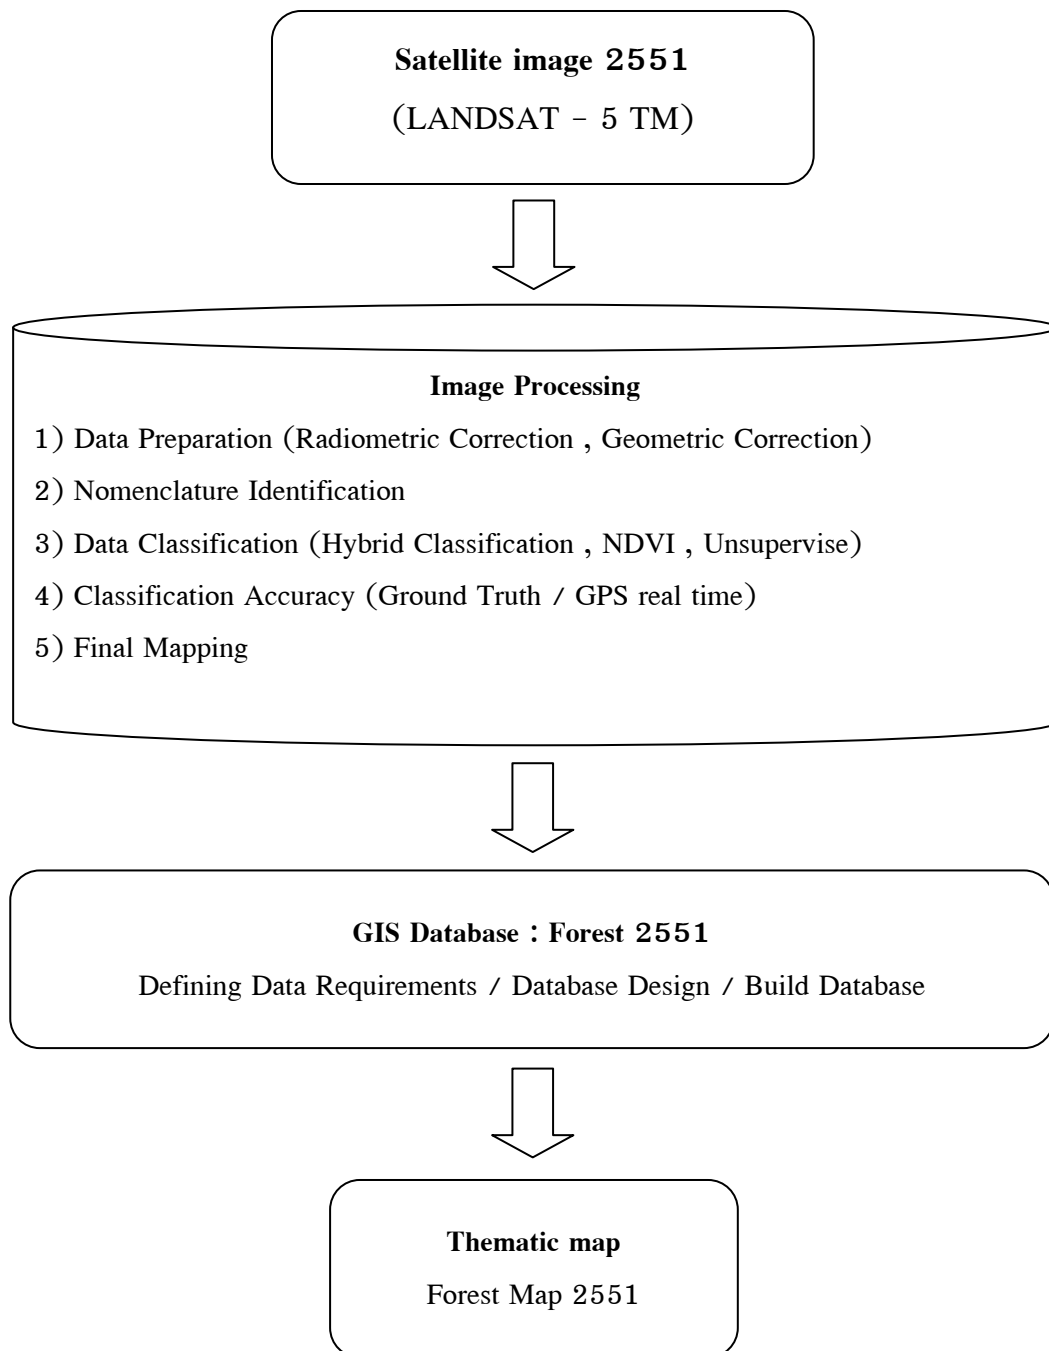 Satellite image 2551
(LANDSAT - 5 TM)
Image Processing
1) Data Preparation (Radiometric Correction , Geometric Correction)
2) Nomenclature Identification
3) Data Classification (Hybrid Classification , NDVI , Unsupervise)
4) Classification Accuracy (Ground Truth / GPS real time)
5) Final Mapping
GIS Database : Forest 2551
Defining Data Requirements / Database Design / Build Database
Thematic map
Forest Map 2551